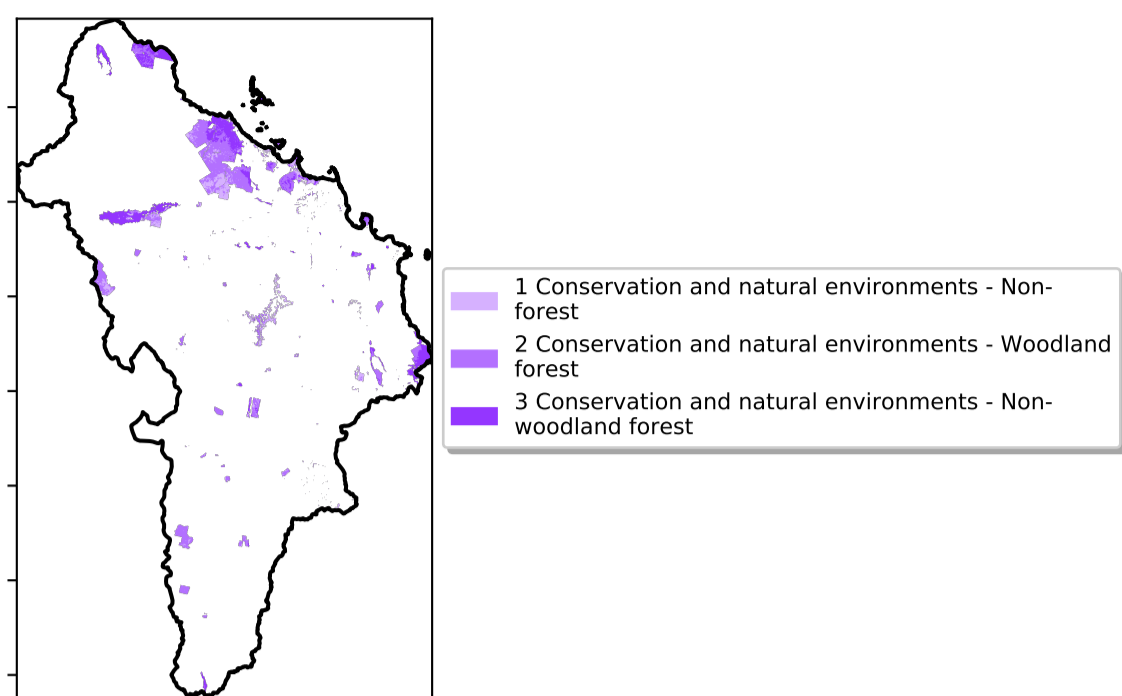 1 Conservation and natural environments - Non-
forest
2 Conservation and natural environments - Woodland
forest
3 Conservation and natural environments - Non-
woodland forest